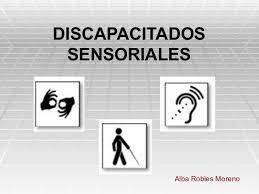 DISCAPACITADOS
SENSORIALES
Alba Robles Moreno